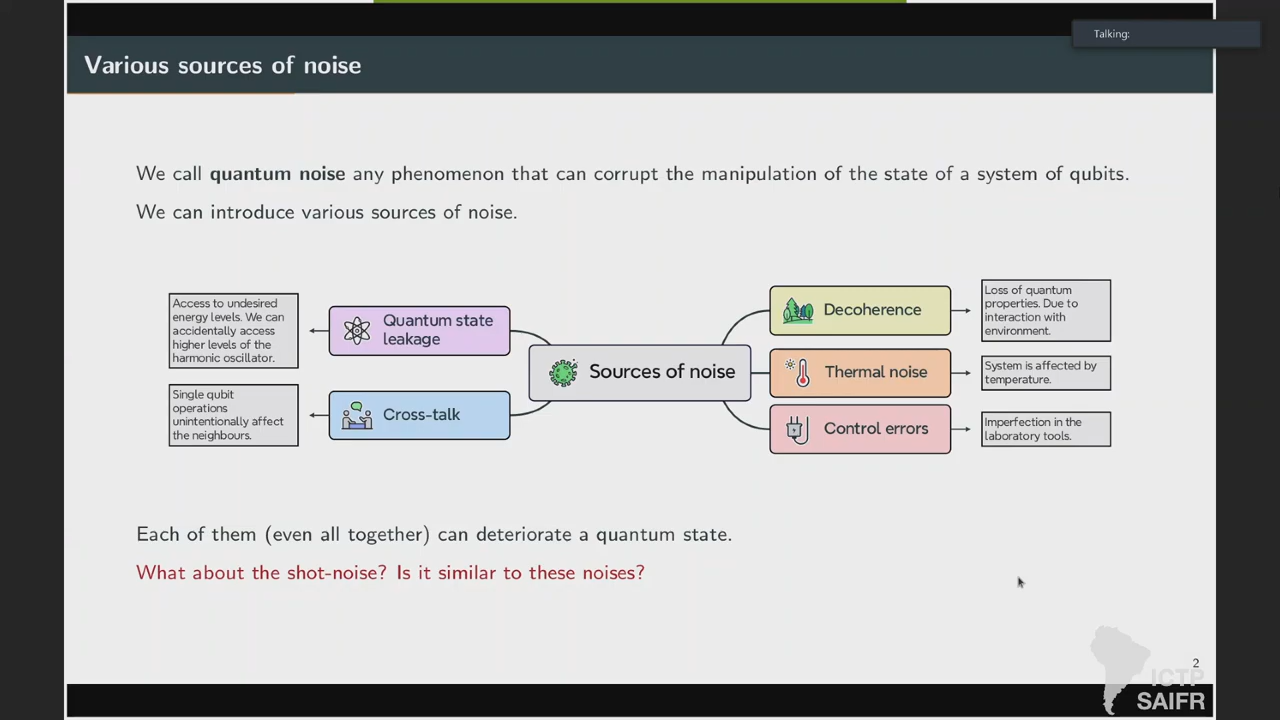 Talking:
Various sources of noise
We call quantum noise any phenomenon that can corrupt the manipulation of the state of a system of qubits.
We can introduce various sources of noise.
Access to undesired
energy levels. We can
accidentally access
higher levels of the
harmonic oscillator.
Quantum state
leakage
Single qubit
operations
unintentionally affect
the neighbours.
Cross-talk
Sources of noise
Decoherence
Loss of quantum
properties. Due to
interaction with
environment.
Thermal noise
System is affected by
temperature.
Control errors
Imperfection in the
laboratory tools.
Each of them (even all together) can deteriorate a quantum state.
What about the shot-noise? Is it similar to these noises?
2
ICTP
SAIFR